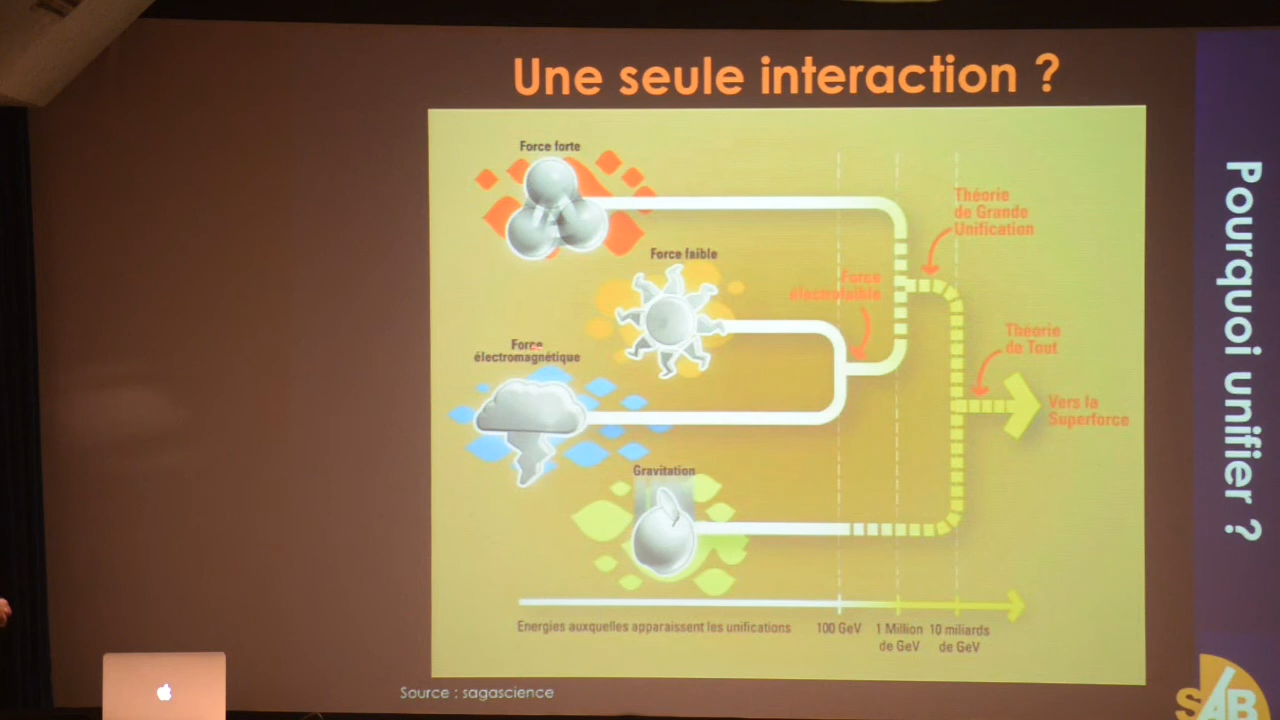 Une seule interaction ?
Force forte
Théorie
de Grande
Unification
Force faible
Force
électrofaible
Force
électromagnétique
Théorie
de Tout
Vers la
Superforce
Gravitation
Energies auxquelles apparaissent les unifications
100 GeV
1 Million
de GeV
10 miliards
de GeV
Source : sagascience
Pourquoi unifier ?
SAB